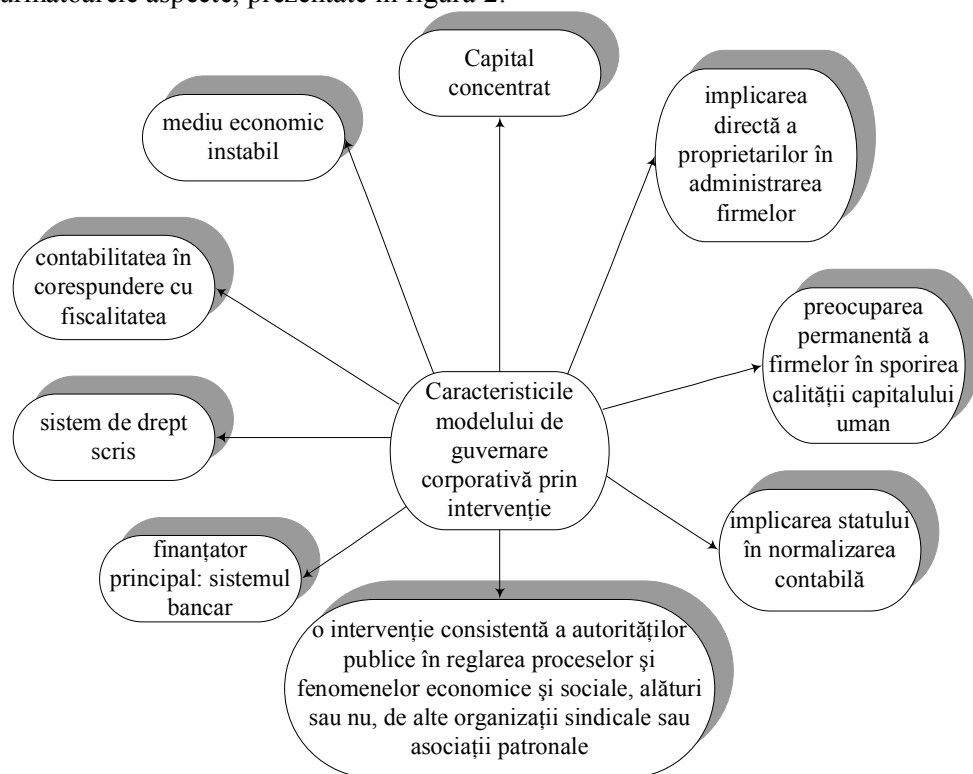 următoarele aspecte, prezentate în figura 2:
Capital
concentrat
implicarea
directă a
proprietarilor în
administrarea
firmelor
mediu economic
instabil
contabilitatea în
corespundere cu
fiscalitatea
preocuparea
permanentă a
firmelor în sporirea
calității capitalului
uman
Caracteristicile
modelului de
guvernare
corporativă prin
intervenție
sistem de drept
scris
implicarea statului
în normalizarea
contabilă
finanțator
principal: sistemul
bancar
o intervenție consistentă a autorităților
publice în reglarea proceselor şi
fenomenelor economice și sociale, alături
sau nu, de alte organizații sindicale sau
asociații patronale